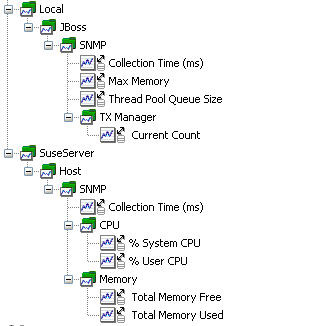 Local
JBoss
SNMP
Collection Time (ms)
Max Memory
Thread Pool Queue Size
TX Manager
Current Count
SuseServer
Host
SNMP
Collection Time (ms)
CPU
% System CPU
% User CPU
Memory
Total Memory Free
Total Memory Used